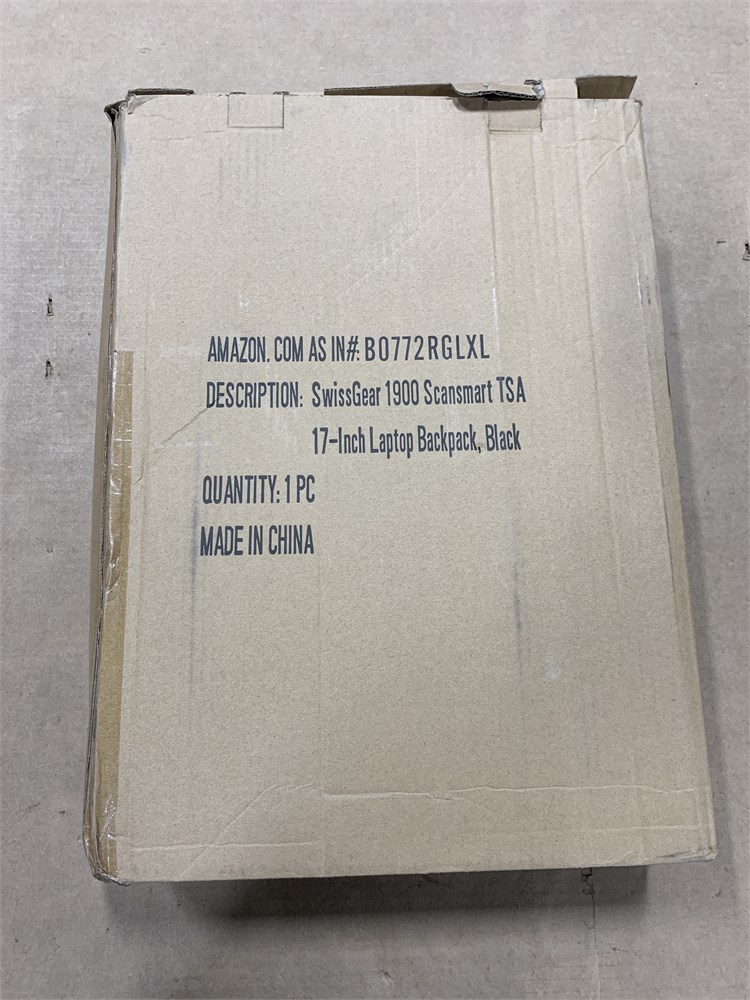 AMAZON.COM AS IN#: B0772RGLXL
DESCRIPTION: SwissGear 1900 Scansmart TSA
17-Inch Laptop Backpack, Black
QUANTITY: 1 PC
MADE IN CHINA